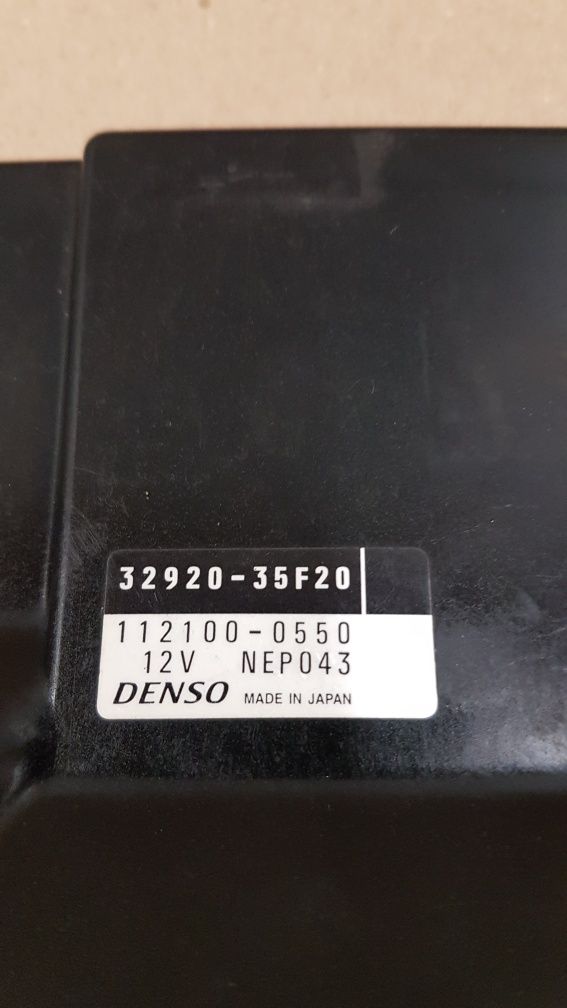 32920-35F20
112100-0550
12V NEP043
DENSO MADE IN JAPAN